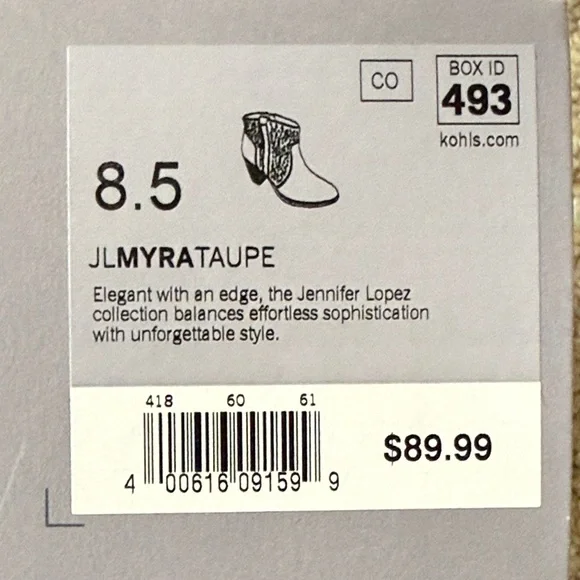 CO
BOX ID
493
kohls.com
8.5
JLMYRATAUPE
Elegant with an edge, the Jennifer Lopez
collection balances effortless sophistication
with unforgettable style.
418 60 61
$89.99
4 00616 09159 9